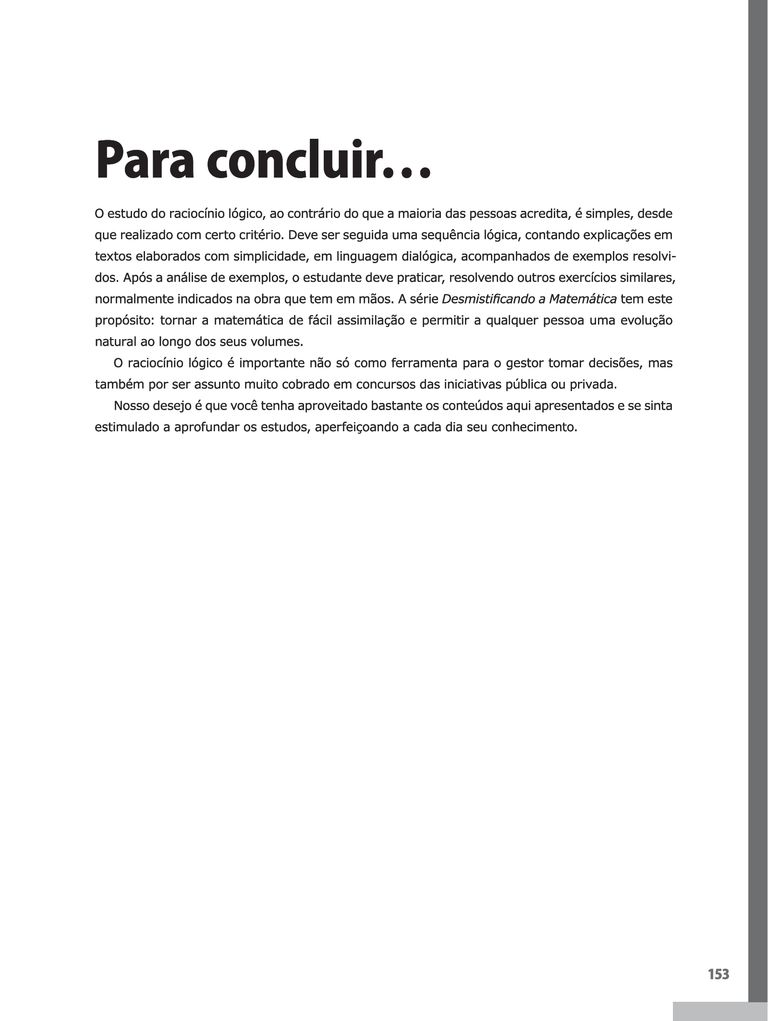 Para concluir…
O estudo do raciocínio lógico, ao contrário do que a maioria das pessoas acredita, é simples, desde
que realizado com certo critério. Deve ser seguida uma sequência lógica, contando explicações em
textos elaborados com simplicidade, em linguagem dialógica, acompanhados de exemplos resolvi-
dos. Após a análise de exemplos, o estudante deve praticar, resolvendo outros exercícios similares,
normalmente indicados na obra que tem em mãos. A série Desmistificando a Matemática tem este
propósito: tornar a matemática de fácil assimilação e permitir a qualquer pessoa uma evolução
natural ao longo dos seus volumes.
O raciocínio lógico é importante não só como ferramenta para o gestor tomar decisões, mas
também por ser assunto muito cobrado em concursos das iniciativas pública ou privada.
Nosso desejo é que você tenha aproveitado bastante os conteúdos aqui apresentados e se sinta
estimulado a aprofundar os estudos, aperfeiçoando a cada dia seu conhecimento.
153